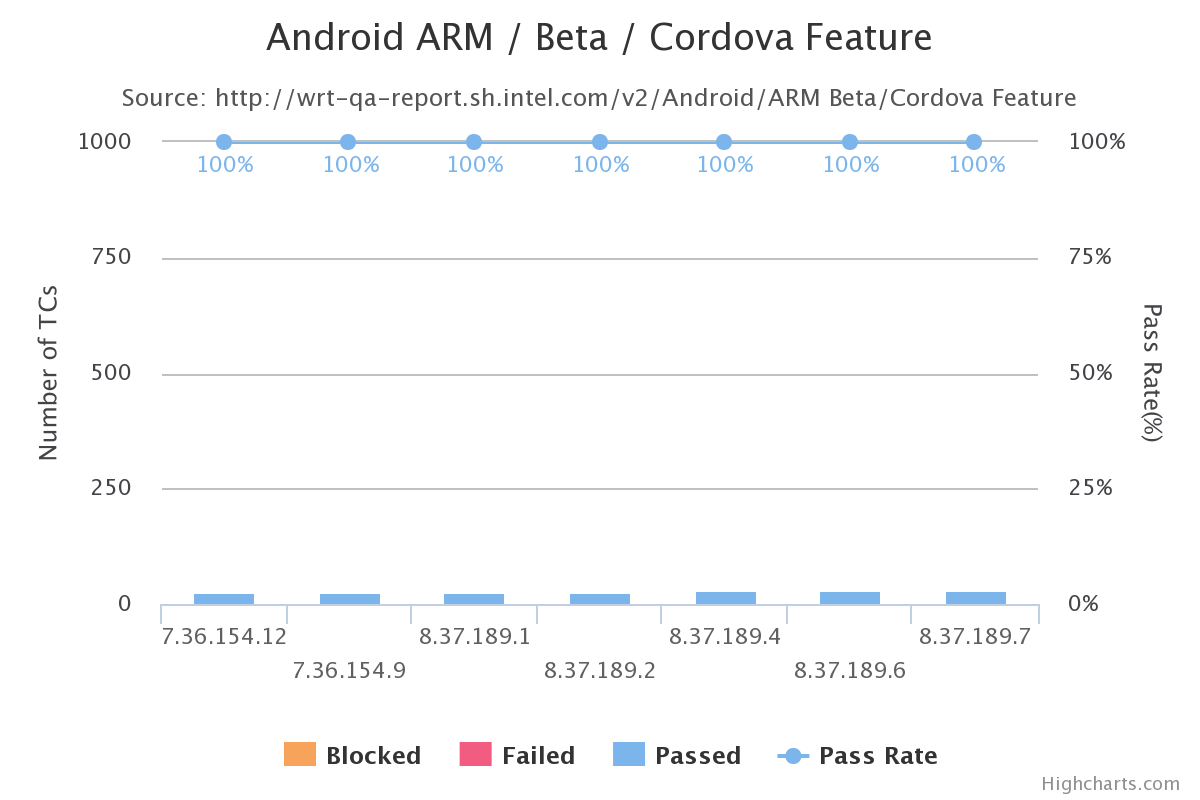 Android ARM / Beta / Cordova Feature
Source: http://wrt-qa-report.sh.intel.com/v2/Android/ARM Beta/Cordova Feature
1000
100%
100% 100% 100% 100% 100% 100% 100%
750
75%
500
50%
250
25%
0
0%
Number of TCs
Pass Rate(%)
7.36.154.12 8.37.189.1 8.37.189.4 8.37.189.7
7.36.154.9 8.37.189.2 8.37.189.6
Blocked Failed Passed Pass Rate
Highcharts.com